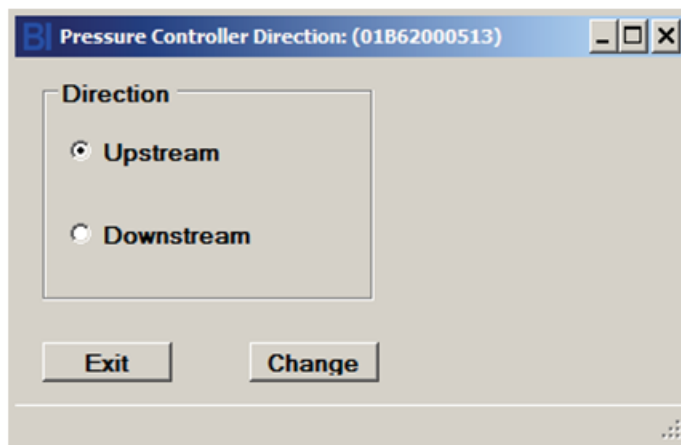 BI Pressure Controller Direction: (01B62000513)
Direction
Upstream
Downstream
Exit
Change